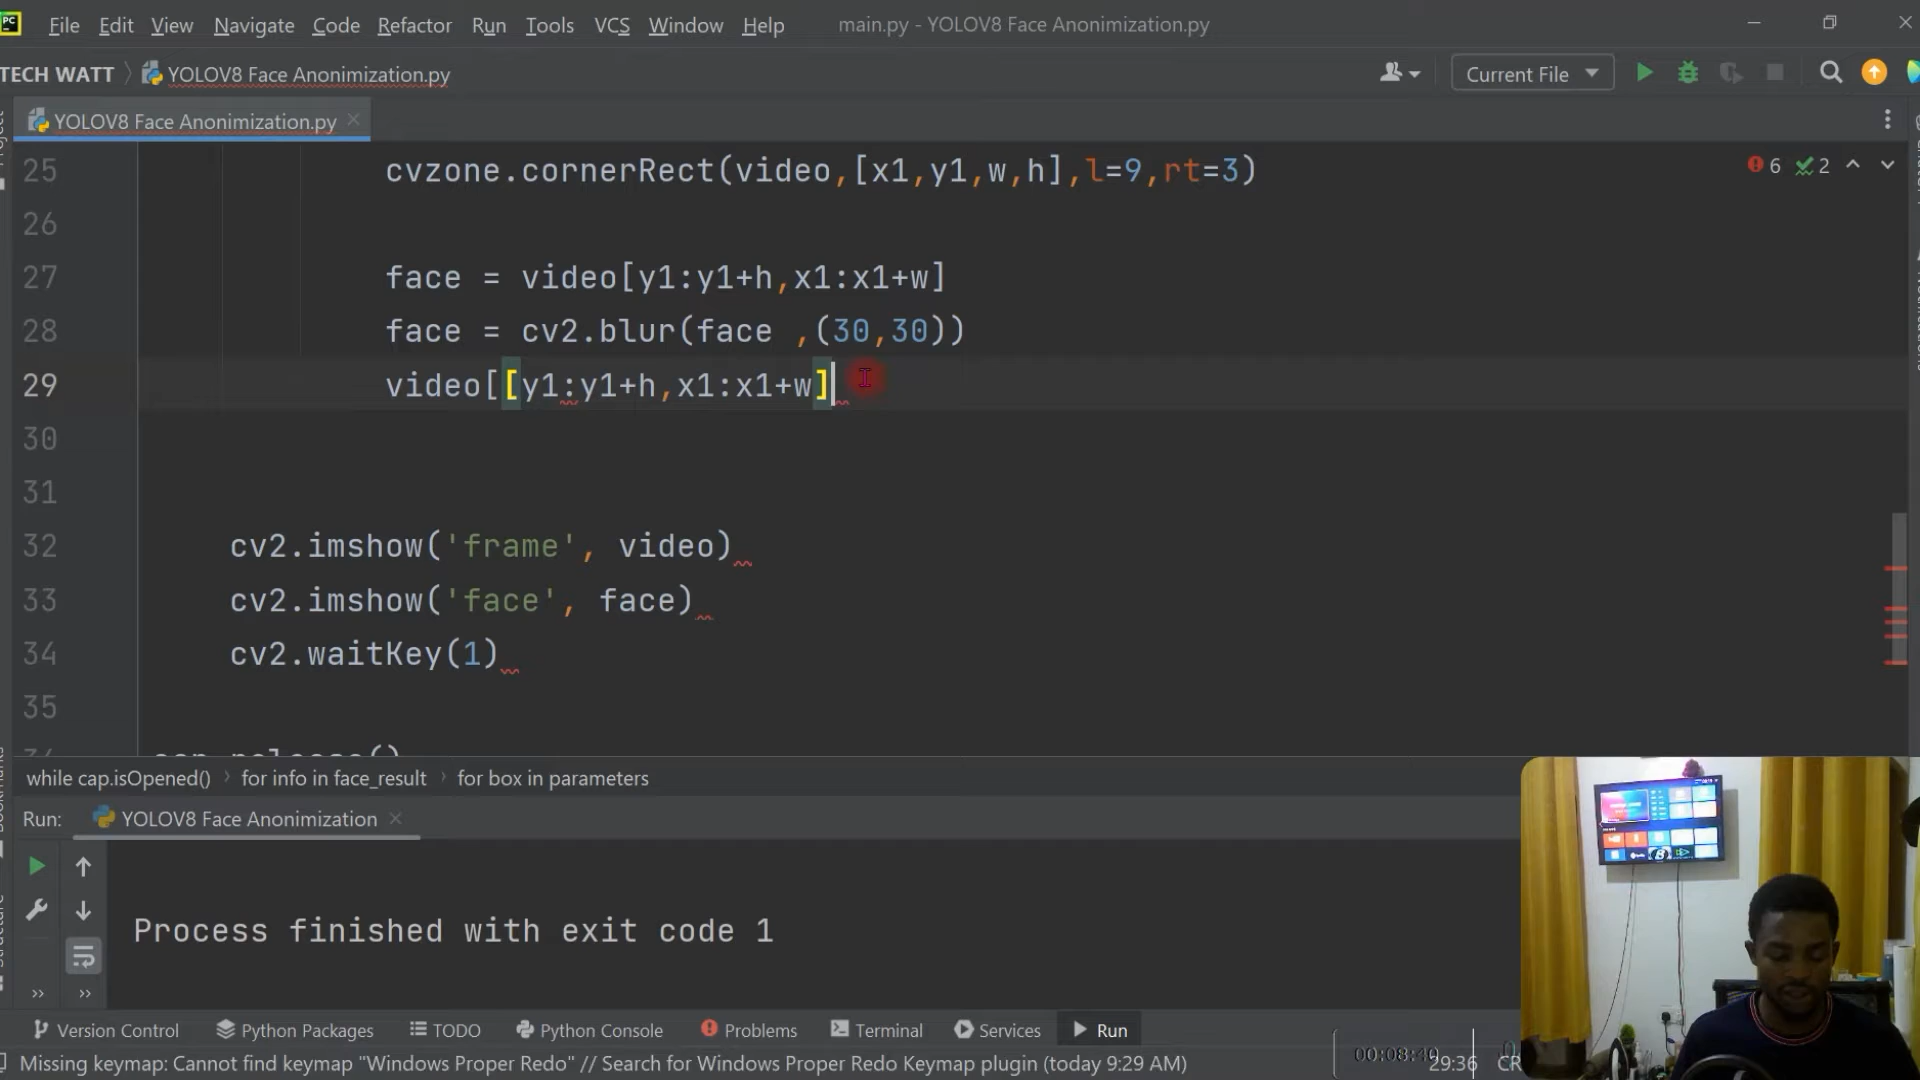 File Edit View Navigate Code Refactor Run Tools VCS Window Help main.py - YOLOV8 Face Anonimization.py
TECH WATT YOLOV8 Face Anonimization.py Current File
YOLOV8 Face Anonimization.py
25 cvzone.cornerRect(video,[x1,y1,w,h],l=9,rt=3) 6 2
26
27 face = video[y1:y1+h,x1:x1+w]
28 face = cv2.blur(face ,(30,30))
29 video[[y1:y1+h,x1:x1+w]
30
31
32 cv2.imshow('frame', video)
33 cv2.imshow('face', face)
34 cv2.waitKey(1)
35
while cap.isOpened() for info in face_result for box in parameters
Run: YOLOV8 Face Anonimization
Process finished with exit code 1
Version Control Python Packages TODO Python Console Problems Terminal Services Run
Missing keymap: Cannot find keymap "Windows Proper Redo" // Search for Windows Proper Redo Keymap plugin (today 9:29 AM) 00:08:40 29:36